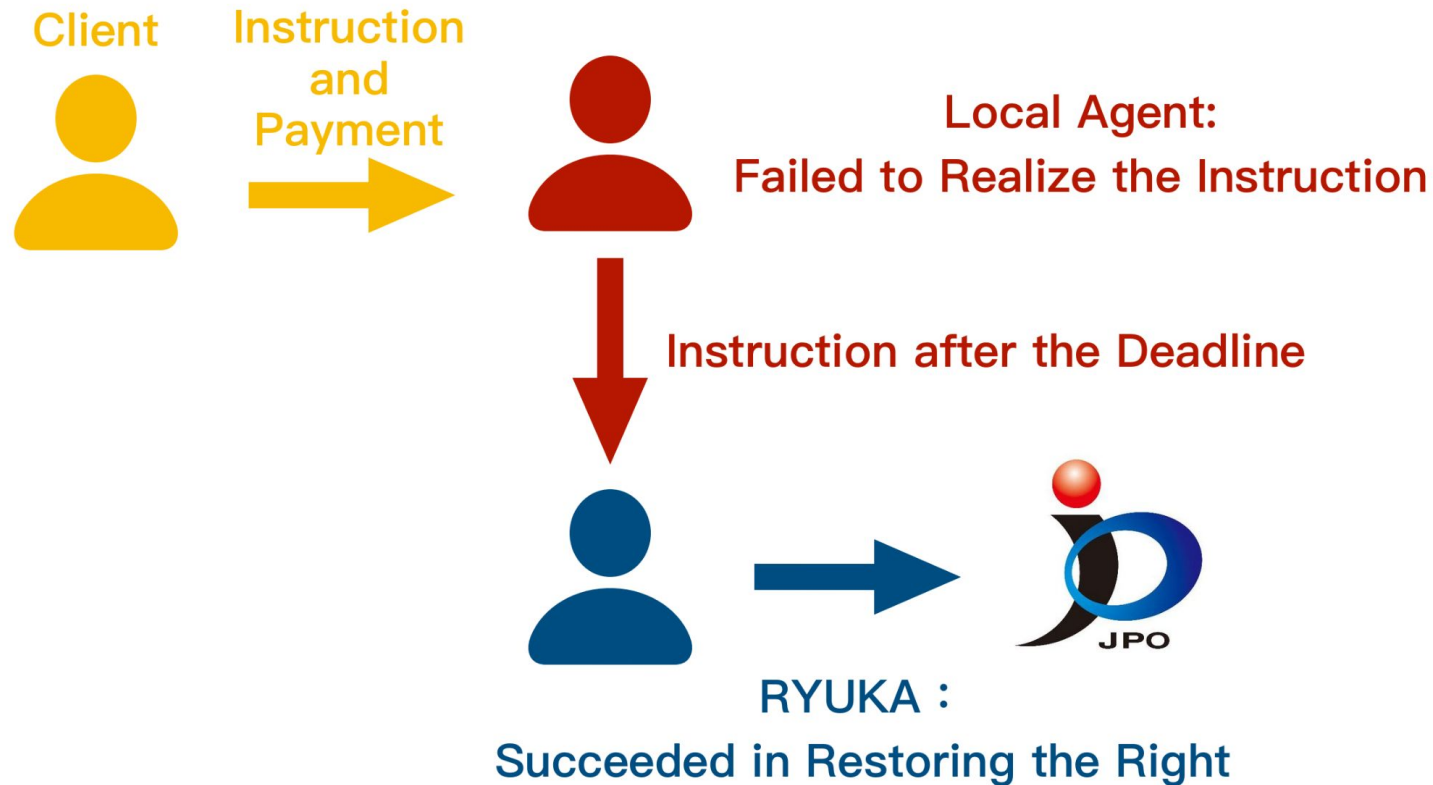 Client
Instruction
and
Payment
Local Agent:
Failed to Realize the Instruction
Instruction after the Deadline
JPO
RYUKA：
Succeeded in Restoring the Right